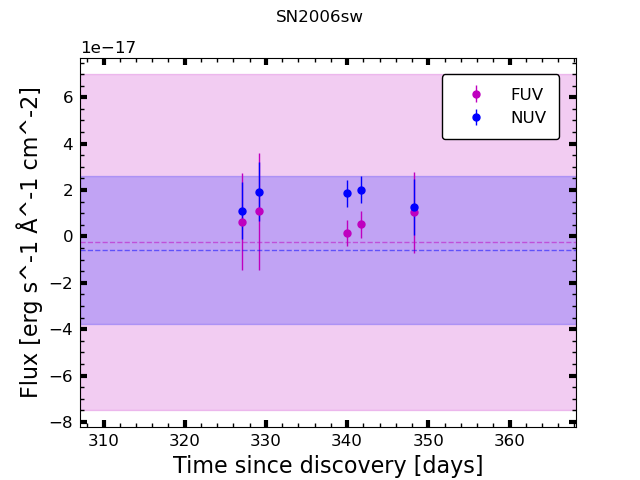 SN2006sw
1e−17
FUV
NUV
6
4
2
0
−2
−4
−6
−8
310 320 330 340 350 360
Time since discovery [days]
Flux [erg s^-1 Å^-1 cm^-2]